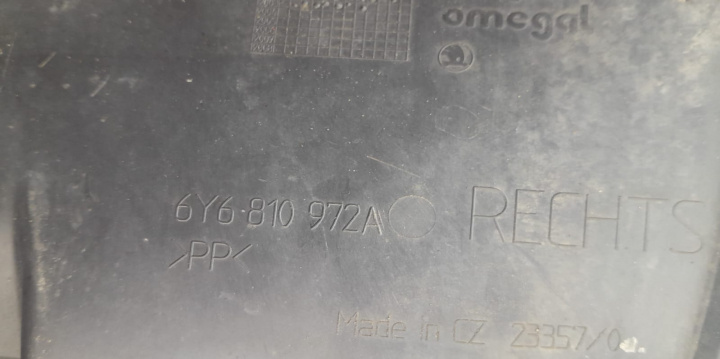 omegal
6Y6 810 972A RECHTS
>PP<
Made in CZ 23357/0